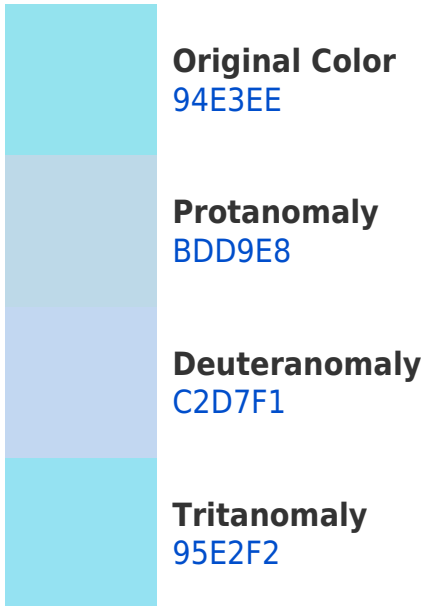 Original Color
94E3EE
Protanomaly
BDD9E8
Deuteranomaly
C2D7F1
Tritanomaly
95E2F2